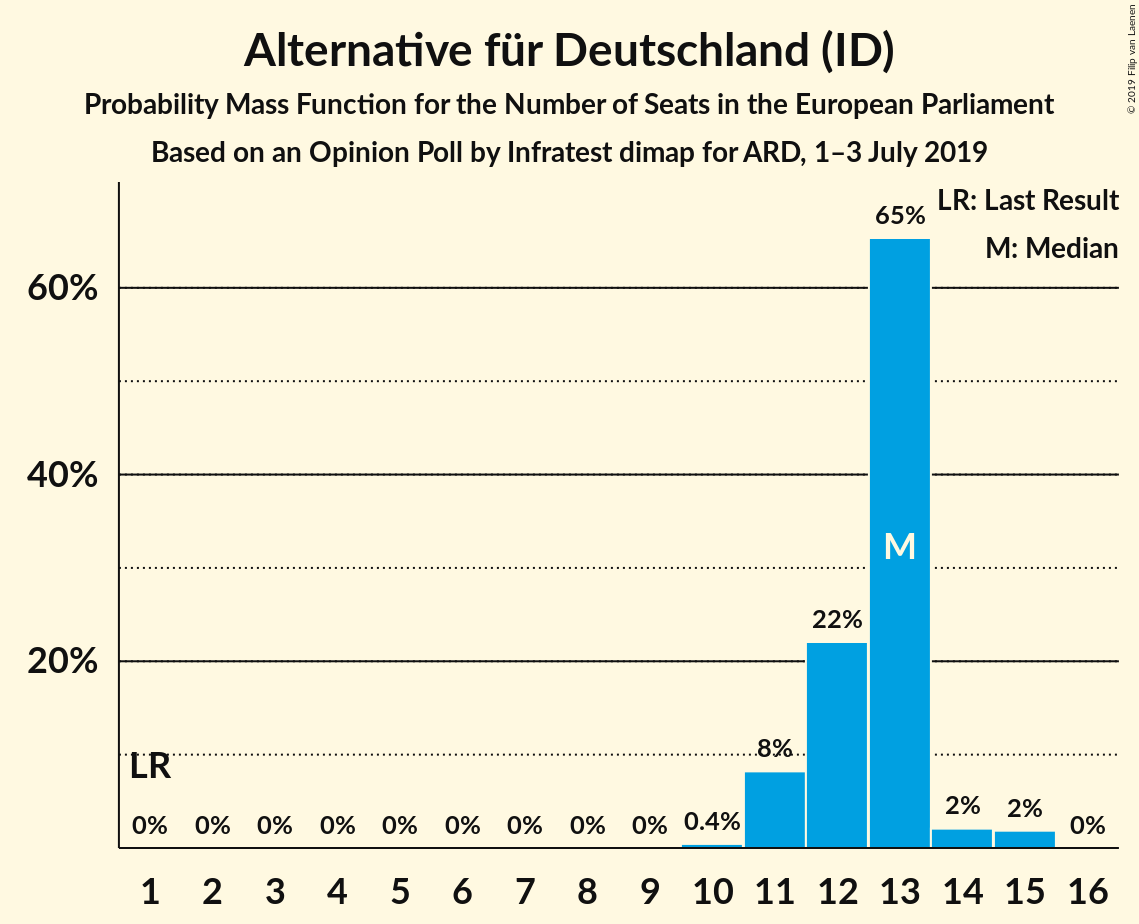 Alternative für Deutschland (ID)
Probability Mass Function for the Number of Seats in the European Parliament
Based on an Opinion Poll by Infratest dimap for ARD, 1–3 July 2019
© 2019 Filip van Laenen
LR: Last Result
M: Median
65%
60%
40%
M
22%
20%
8%
LR
0% 0% 0% 0% 0% 0% 0% 0% 0% 0.4% 2% 2% 0%
1 2 3 4 5 6 7 8 9 10 11 12 13 14 15 16